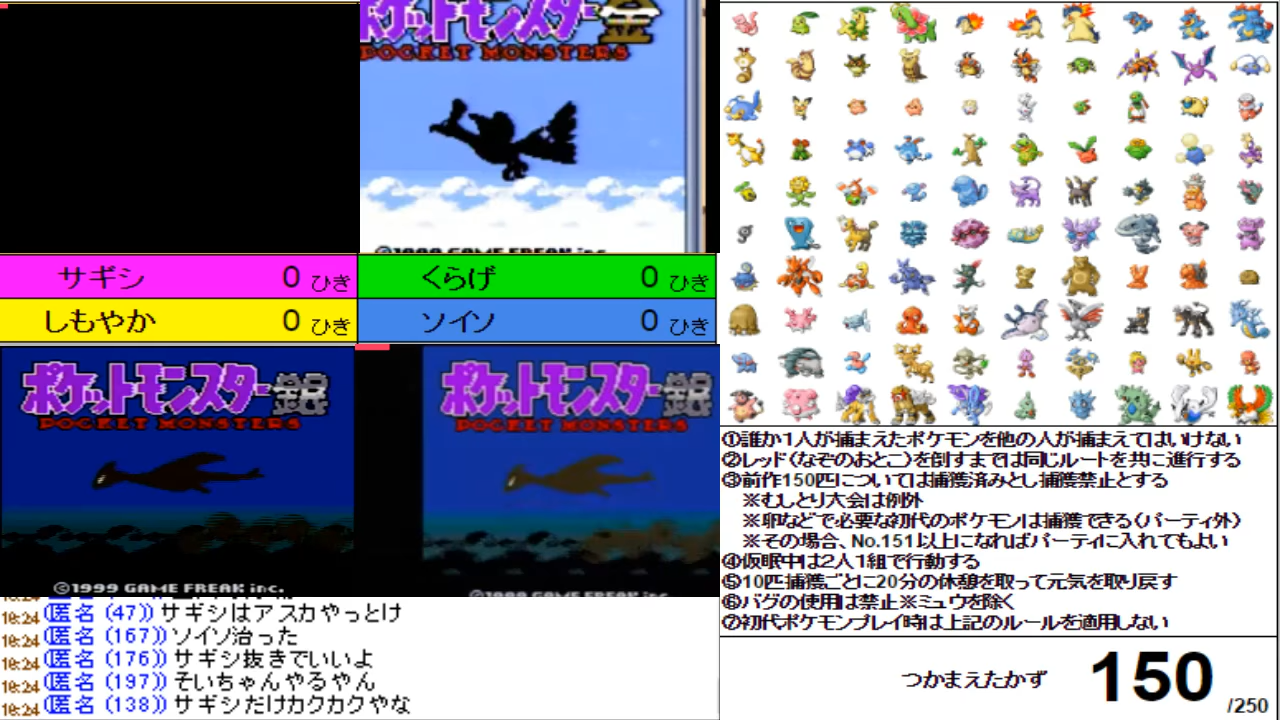 ポケットモンスター金
POCKET MONSTERS
©1999 GAME FREAK inc.
サギシ 0 ひき
くらげ 0 ひき
しもやか 0 ひき
ソイソ 0 ひき
ポケットモンスター銀
POCKET MONSTERS
©1999 GAME FREAK inc.
ポケットモンスター銀
POCKET MONSTERS
©1999 GAME FREAK inc.
18:24 (匿名 (47)) サギシはアスカやっとけ
18:24 (匿名 (167)) ソイソ治った
18:24 (匿名 (176)) サギシ抜きでいいよ
18:24 (匿名 (197)) そいちゃんやるやん
18:24 (匿名 (138)) サギシだけカクカクやな
①誰か1人が捕まえたポケモンを他の人が捕まえてはいけない
②レッド(なぞのおとこ)を倒すまでは同じルートを共に進行する
③前作150匹については捕獲済みとし捕獲禁止とする
※むしとり大会は例外
※卵などで必要な初代のポケモンは捕獲できる(パーティ外)
※その場合、No.151以上になればパーティに入れてもよい
④仮眠中は2人1組で行動する
⑤10匹捕獲ごとに20分の休憩を取って元気を取り戻す
⑥バグの使用は禁止※ミュウを除く
⑦初代ポケモンプレイ時は上記のルールを適用しない
つかまえたかず 150 /250